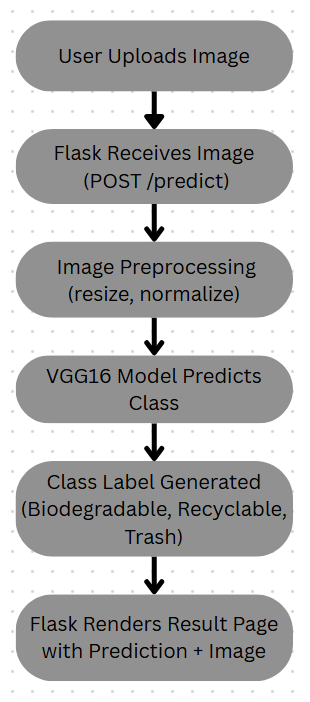 User Uploads Image
Flask Receives Image
(POST /predict)
Image Preprocessing
(resize, normalize)
VGG16 Model Predicts
Class
Class Label Generated
(Biodegradable, Recyclable,
Trash)
Flask Renders Result Page
with Prediction + Image